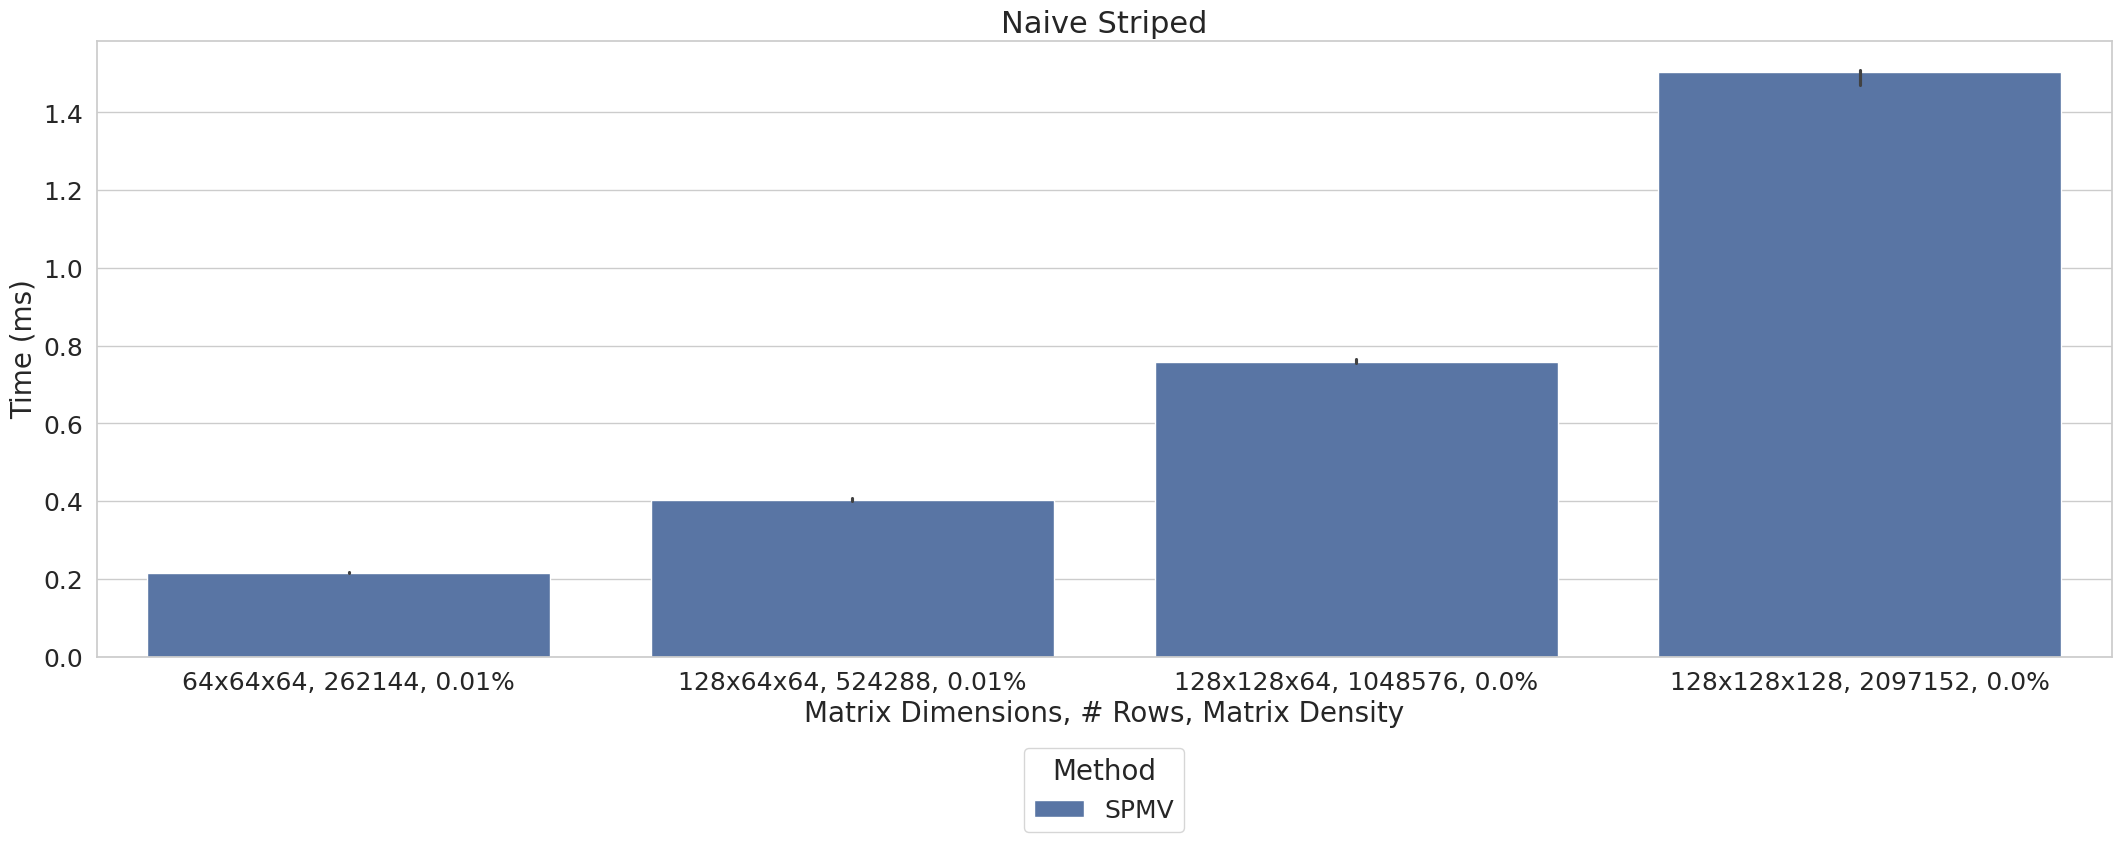 Naive Striped
Time (ms)
1.4
1.2
1.0
0.8
0.6
0.4
0.2
0.0
64x64x64, 262144, 0.01% 128x64x64, 524288, 0.01% 128x128x64, 1048576, 0.0% 128x128x128, 2097152, 0.0%
Matrix Dimensions, # Rows, Matrix Density
Method
SPMV